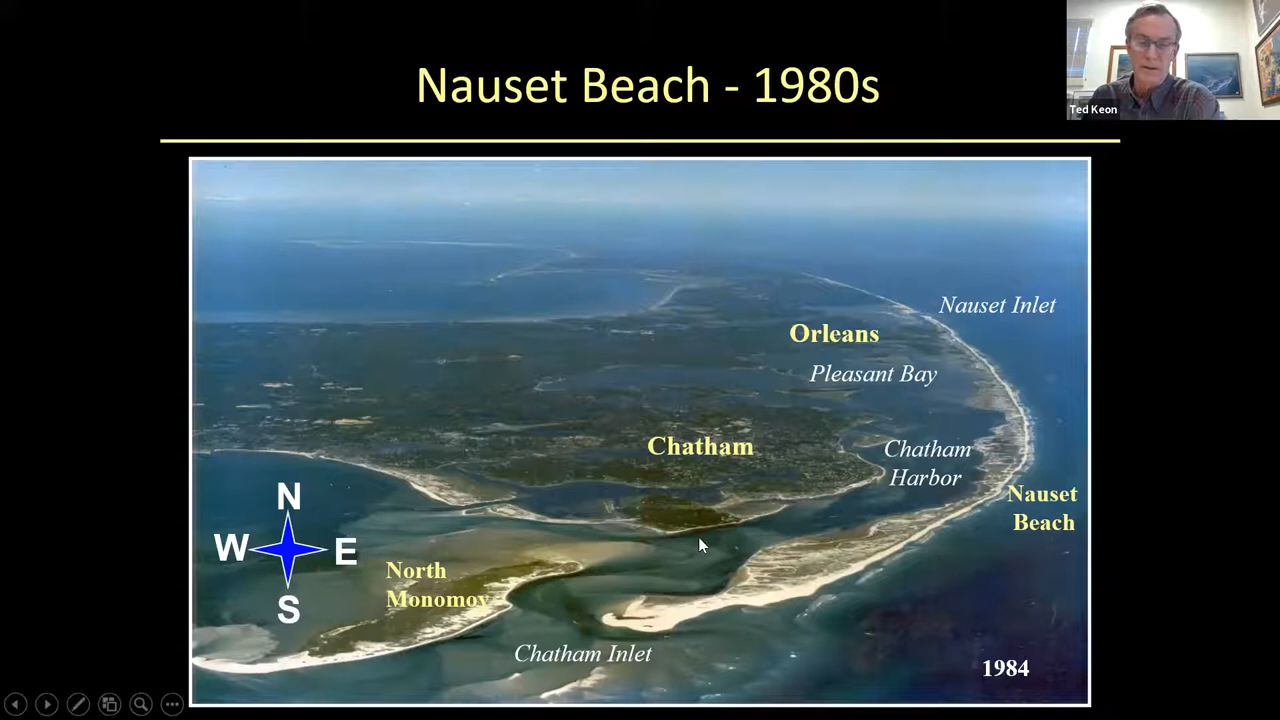 Nauset Beach - 1980s
Ted Keon
Nauset Inlet
Orleans
Pleasant Bay
Chatham
Chatham
Harbor
N
Nauset
Beach
W
E
North
Monomoy
S
Chatham Inlet
1984